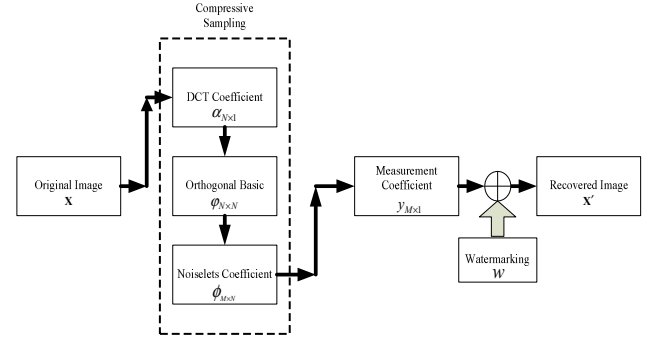 Compressive
Sampling
DCT Coefficient
α_{N×1}
Original Image
X
Orthogonal Basic
φ_{N×N}
Noiselets Coefficient
ϕ_{M×N}
Measurement
Coefficient
y_{M×1}
Recovered Image
X′
Watermarking
W